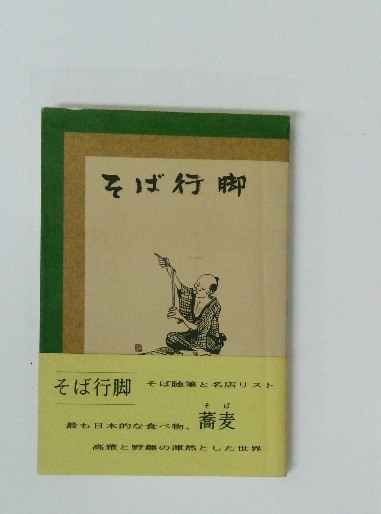 そば行脚
そば行脚 そば随筆と名店リスト
そば
最も日本的な食べ物、蕎麦
高雅と野趣の渾然とした世界